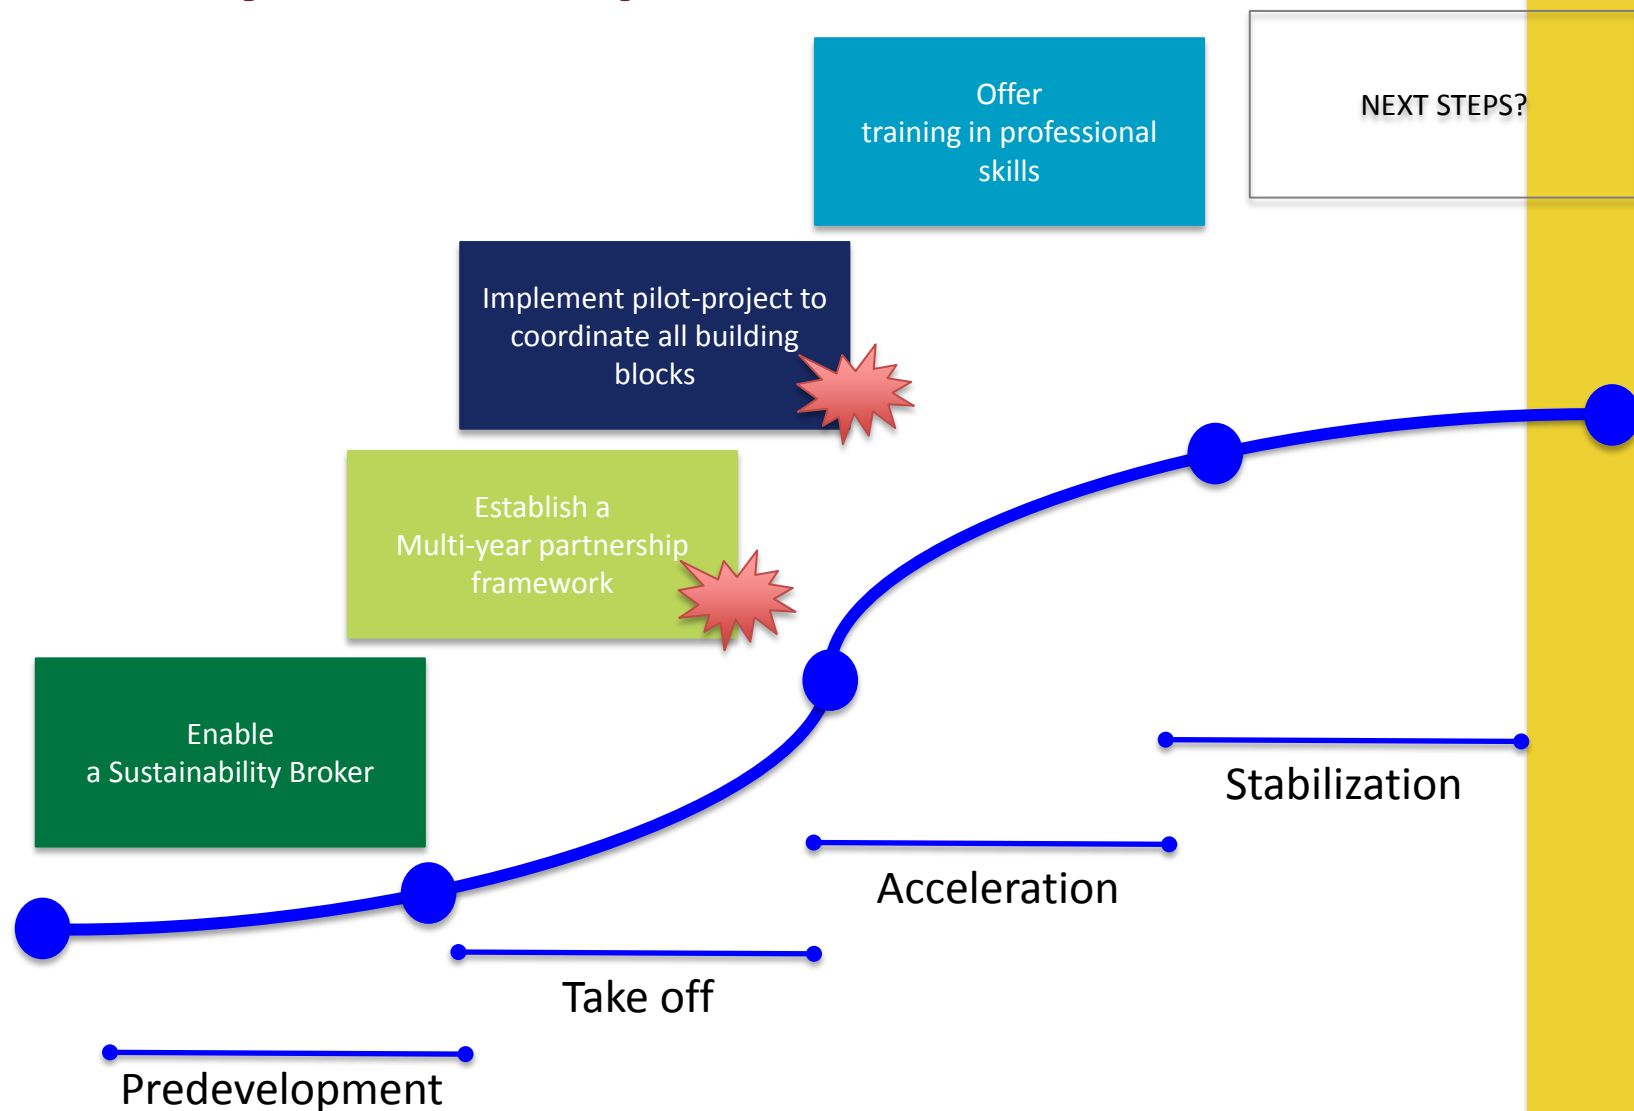 Offer
training in professional
skills
NEXT STEPS?
Implement pilot-project to
coordinate all building
blocks
Establish a
Multi-year partnership
framework
Enable
a Sustainability Broker
Stabilization
Acceleration
Take off
Predevelopment